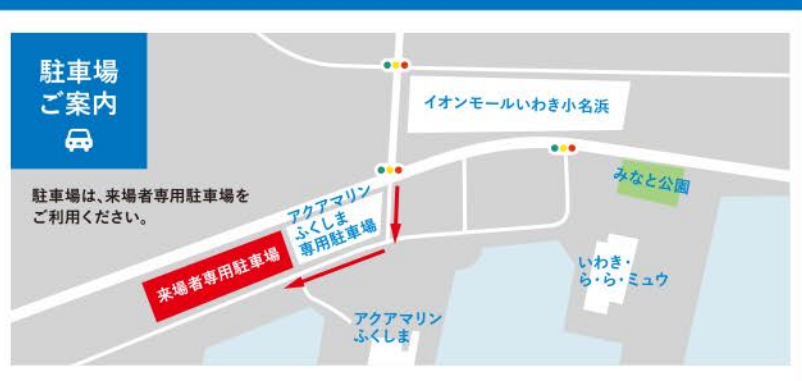 駐車場
ご案内
駐車場は、来場者専用駐車場を
ご利用ください。
イオンモールいわき小名浜
みなと公園
アクアマリン
ふくしま
専用駐車場
来場者専用駐車場
いわき・
ら・ら・ミュウ
アクアマリン
ふくしま